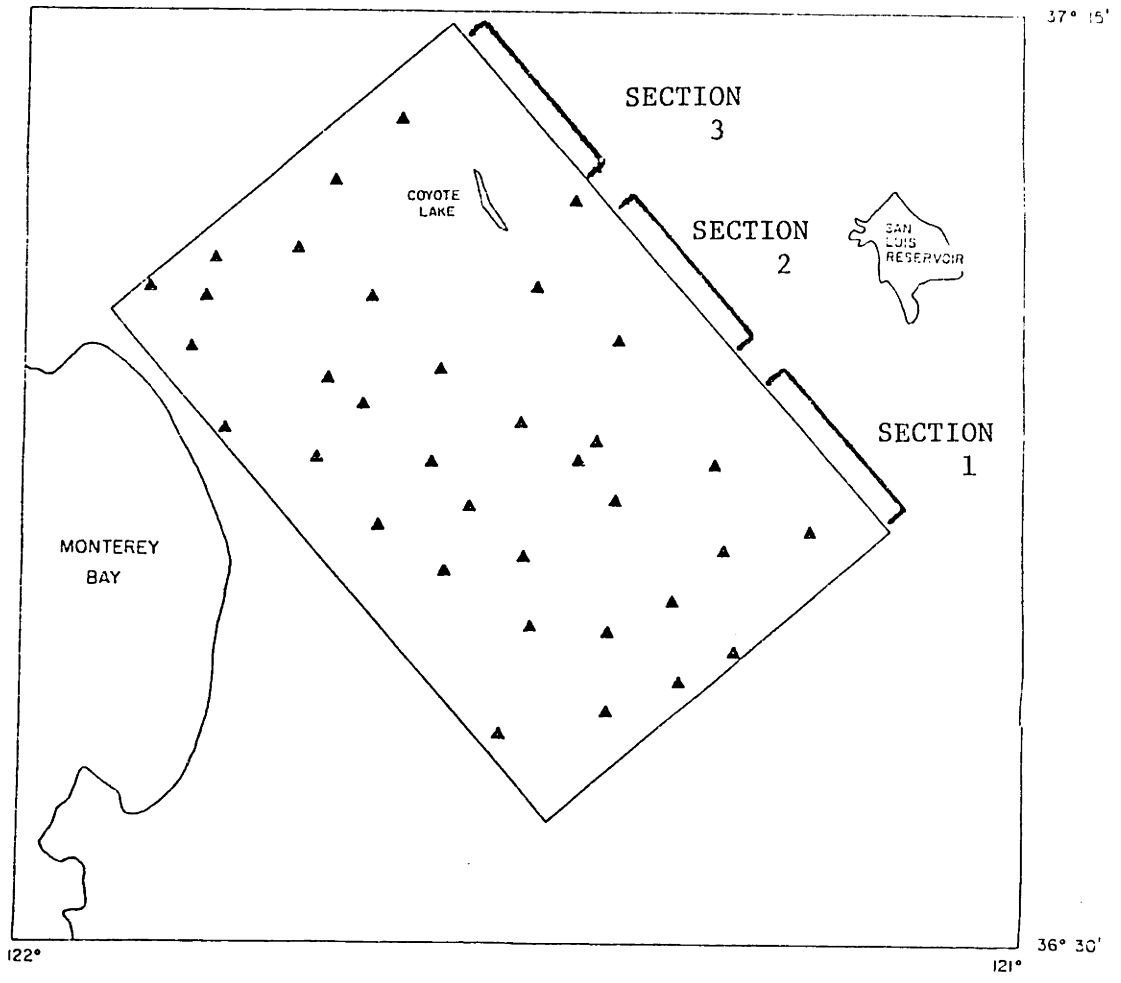 37° 15'
SECTION
3
COYOTE
LAKE
SECTION
2
SAN
LUIS
RESERVOIR
SECTION
1
MONTEREY
BAY
36° 30'
122°
121°